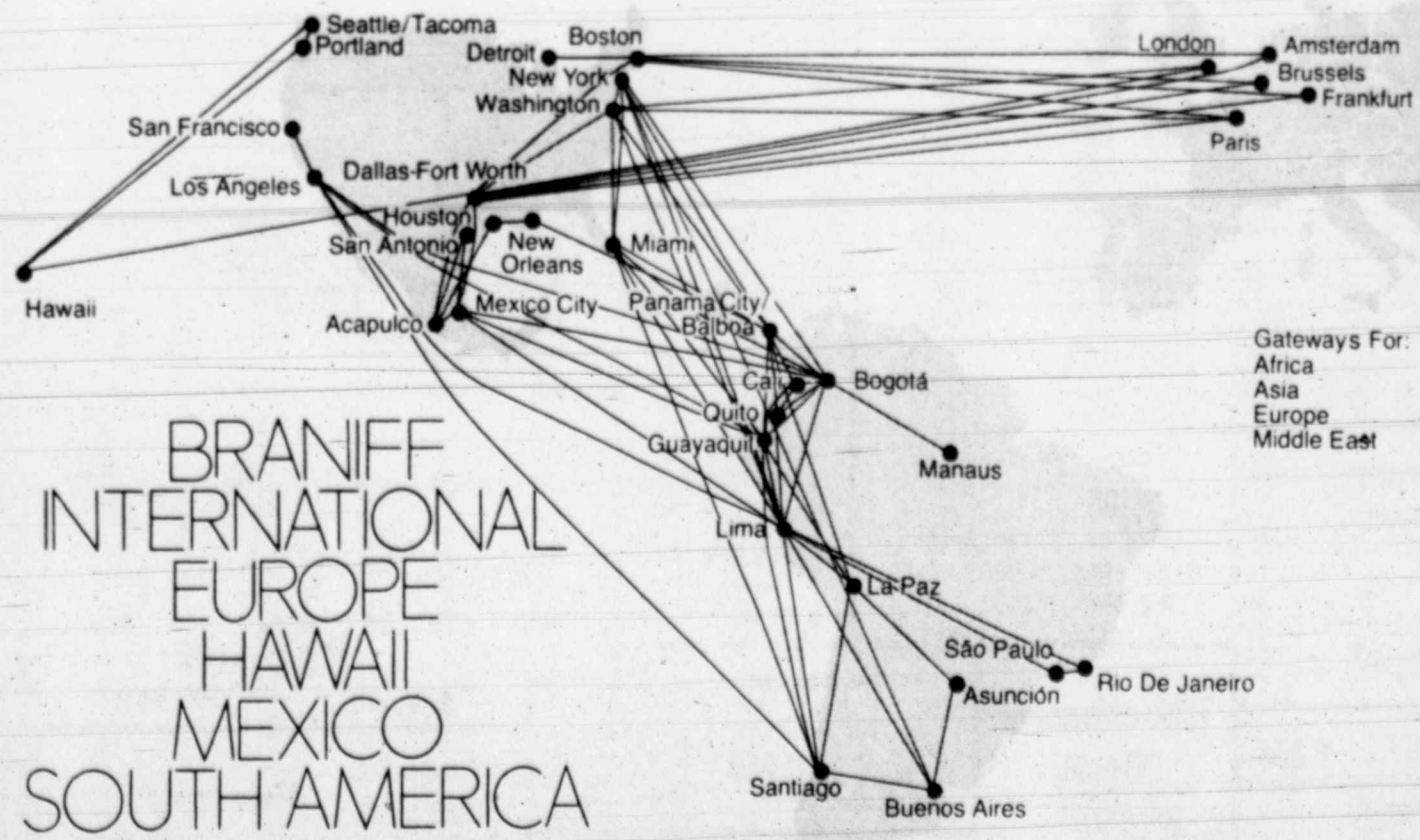 Seattle/Tacoma
Portland
Detroit
Boston
New York
Washington
London
Amsterdam
Brussels
Frankfurt
Paris
San Francisco
Los Angeles
Dallas-Fort Worth
Houston
San Antonio
New
Orleans
Miami
Hawaii
Acapulco
Mexico City
Panama City/
Balboa
Cali
Bogotá
Quito
Guayaquil
Manaus
Lima
La Paz
São Paulo
Rio De Janeiro
Asunción
Santiago
Buenos Aires
Gateways For:
Africa
Asia
Europe
Middle East
BRANIFF
INTERNATIONAL
EUROPE
HAWAII
MEXICO
SOUTH AMERICA